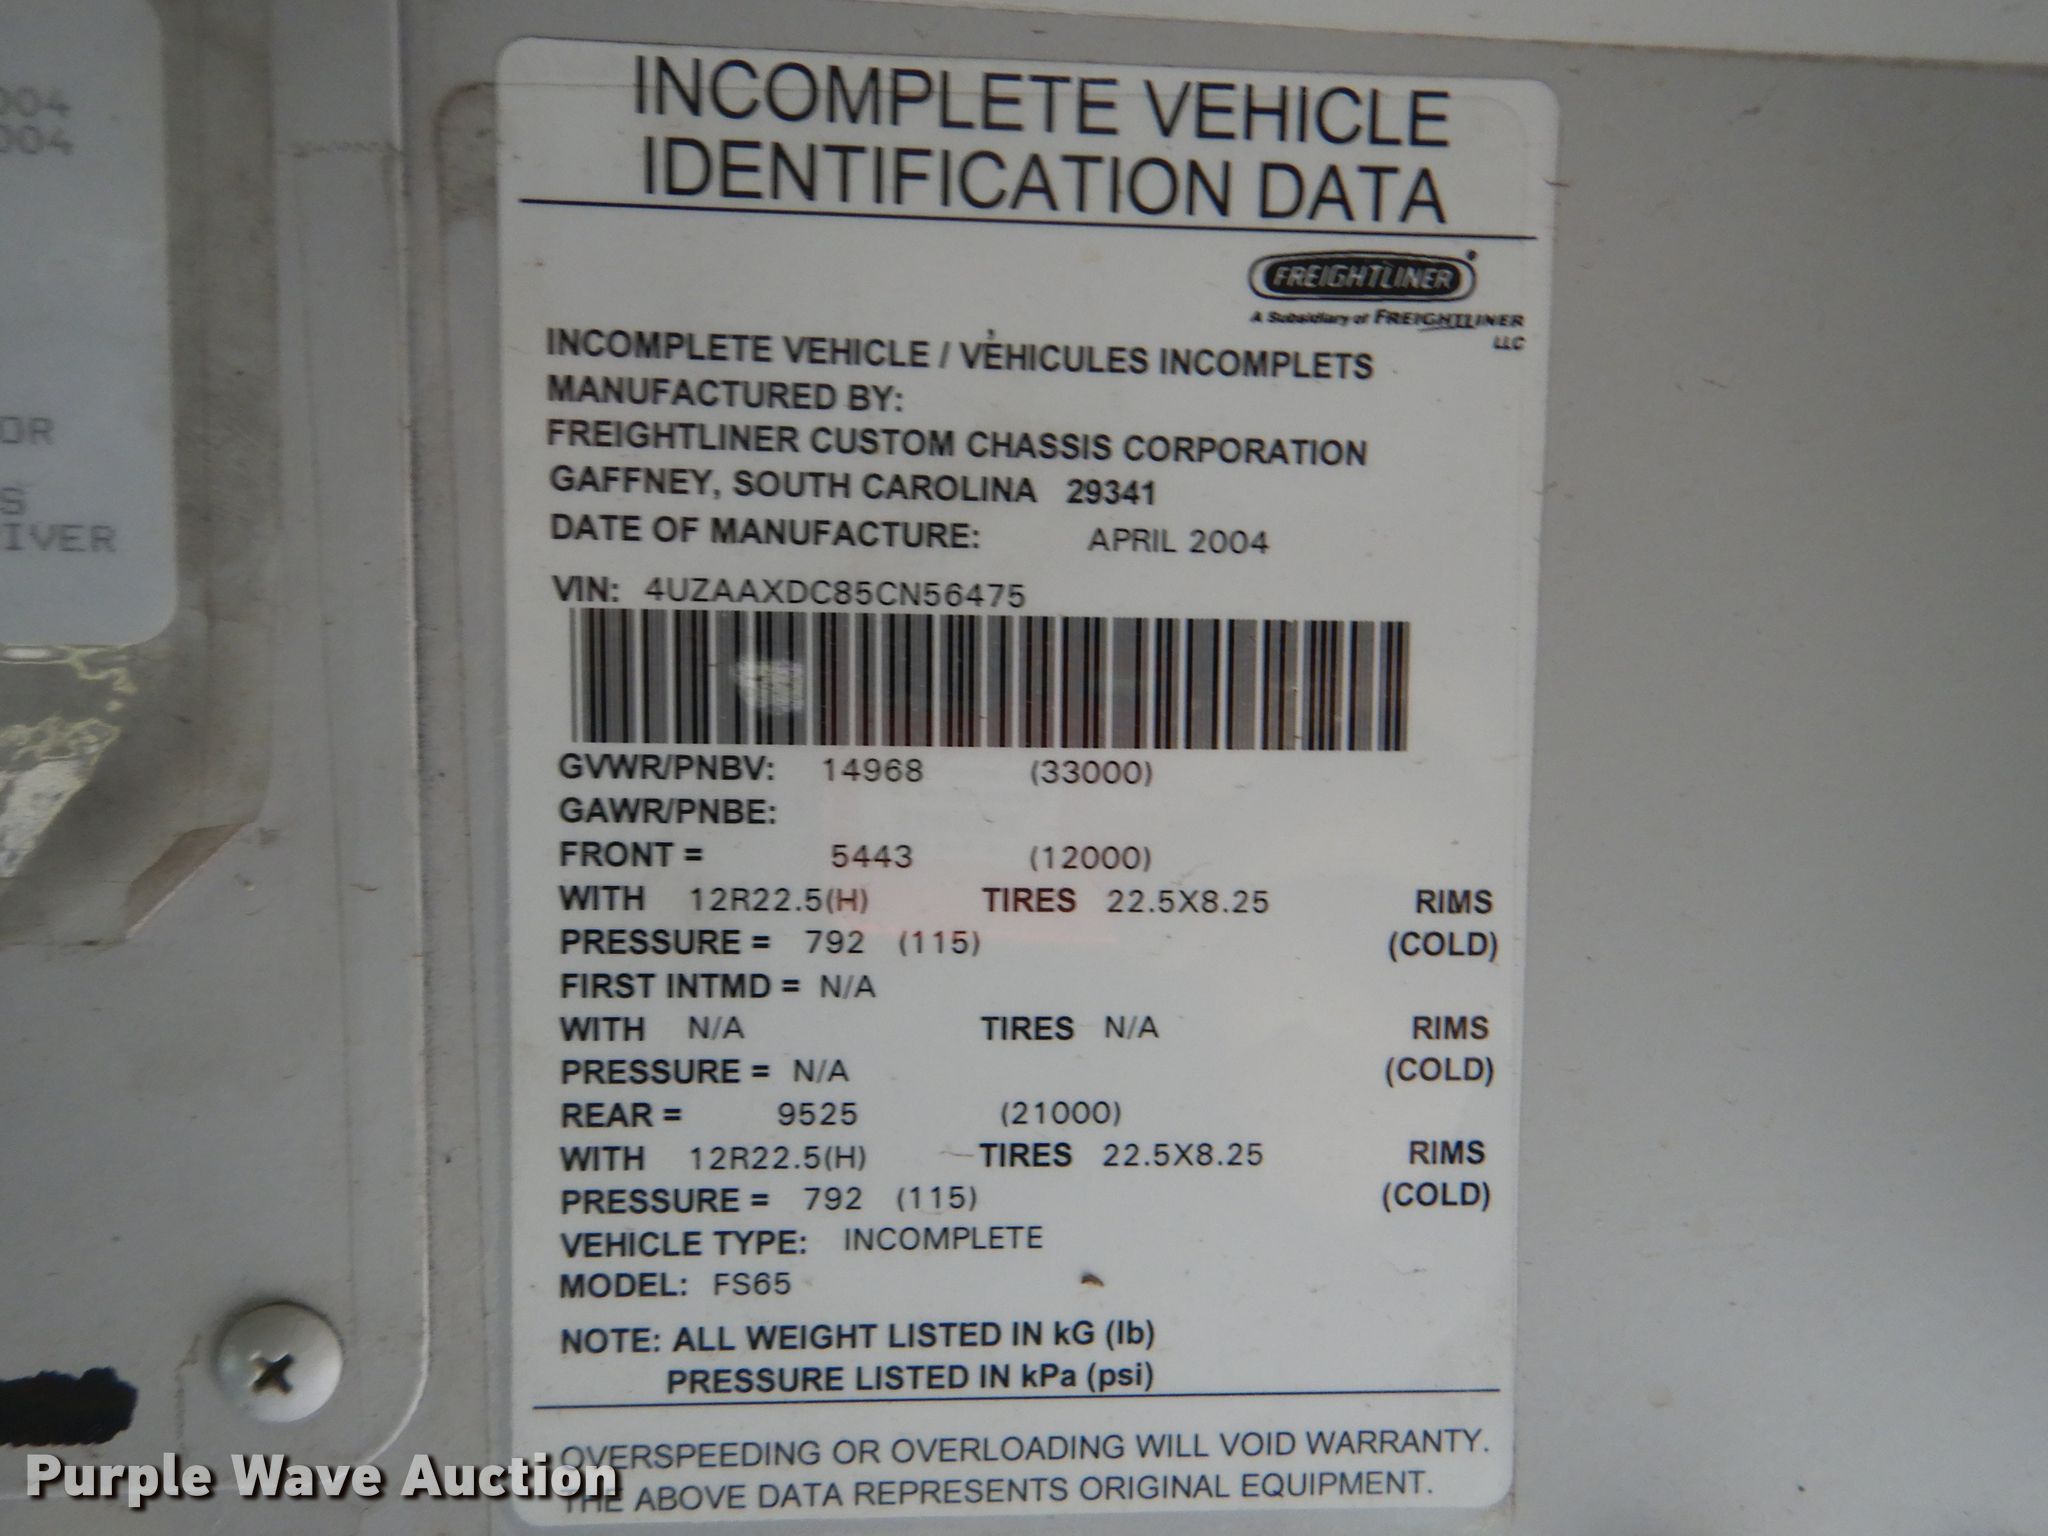 004
004
OR
S
IVER
INCOMPLETE VEHICLE
IDENTIFICATION DATA
FREIGHTLINER
A Subsidiary of FREIGHTLINER
LLC
INCOMPLETE VEHICLE / VÉHICULES INCOMPLETS
MANUFACTURED BY:
FREIGHTLINER CUSTOM CHASSIS CORPORATION
GAFFNEY, SOUTH CAROLINA 29341
DATE OF MANUFACTURE: APRIL 2004
VIN: 4UZAAXDC85CN56475
GVWR/PNBV: 14968 (33000)
GAWR/PNBE:
FRONT = 5443 (12000)
WITH 12R22.5(H) TIRES 22.5X8.25 RIMS
PRESSURE = 792 (115) (COLD)
FIRST INTMD = N/A
WITH N/A TIRES N/A RIMS
PRESSURE = N/A (COLD)
REAR = 9525 (21000)
WITH 12R22.5(H) TIRES 22.5X8.25 RIMS
PRESSURE = 792 (115) (COLD)
VEHICLE TYPE: INCOMPLETE
MODEL: FS65
NOTE: ALL WEIGHT LISTED IN kG (lb)
PRESSURE LISTED IN kPa (psi)
OVERSPEEDING OR OVERLOADING WILL VOID WARRANTY.
THE ABOVE DATA REPRESENTS ORIGINAL EQUIPMENT.
Purple Wave Auction